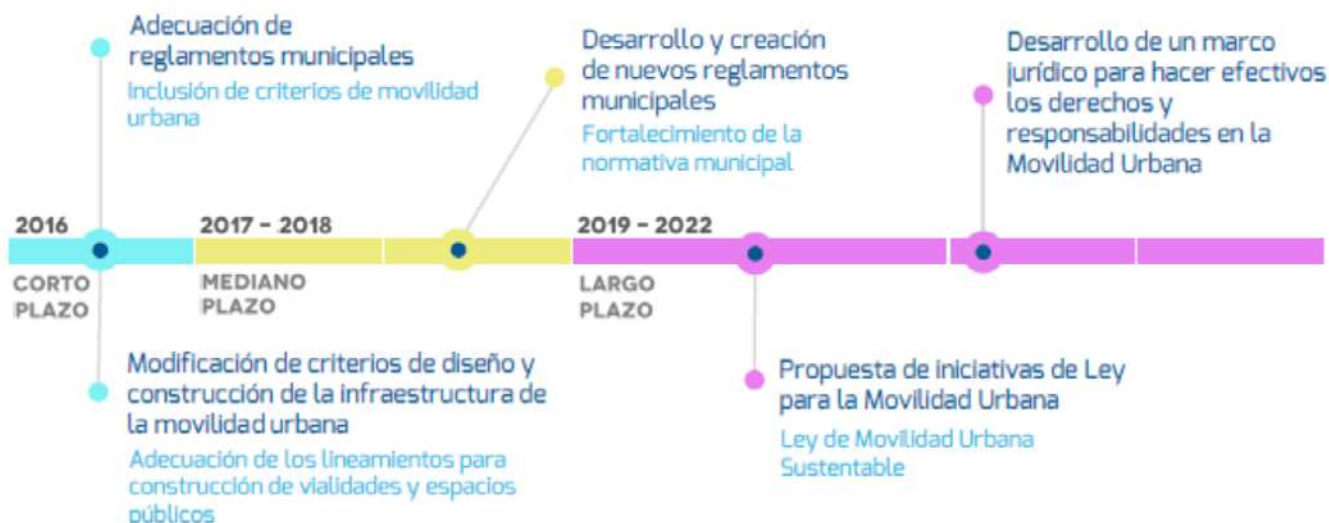 Adecuación de
reglamentos municipales
Inclusión de criterios de movilidad
urbana
Desarrollo y creación
de nuevos reglamentos
municipales
Fortalecimiento de la
normativa municipal
Desarrollo de un marco
jurídico para hacer efectivos
los derechos y
responsabilidades en la
Movilidad Urbana
2016
2017 - 2018
2019 - 2022
CORTO
PLAZO
MEDIANO
PLAZO
LARGO
PLAZO
Modificación de criterios de diseño y
construcción de la infraestructura de
la movilidad urbana
Adecuación de los lineamientos para
construcción de vialidades y espacios
públicos
Propuesta de iniciativas de Ley
para la Movilidad Urbana
Ley de Movilidad Urbana
Sustentable